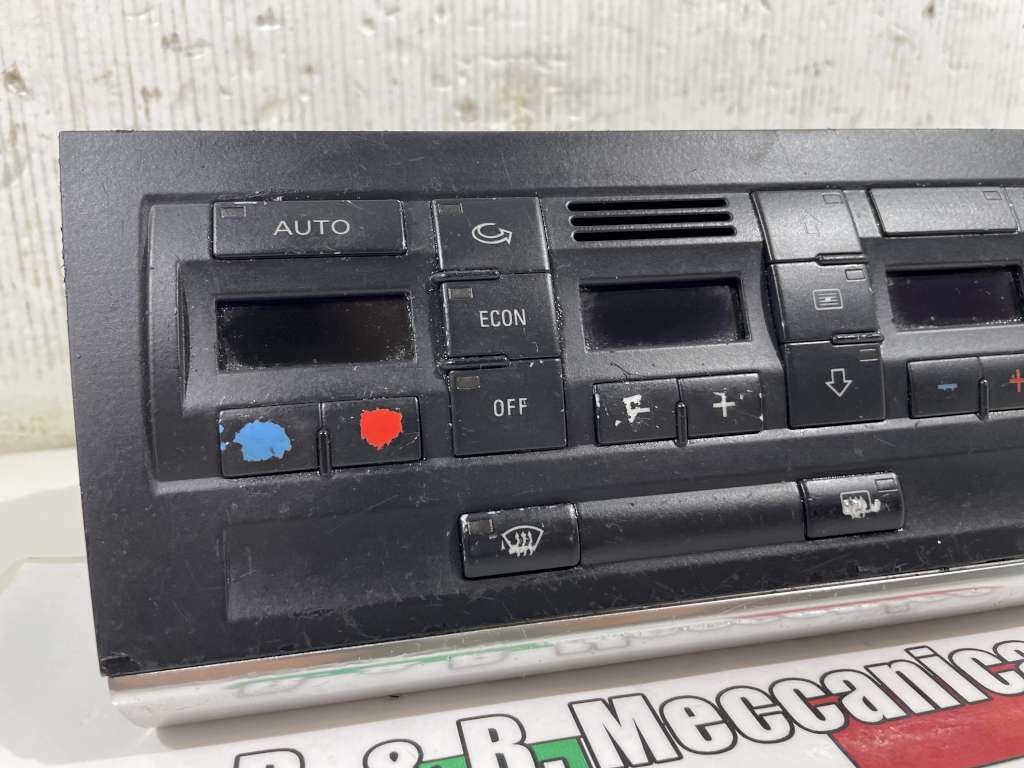 AUTO
ECON
OFF
+
-
+
& B. Meccanica